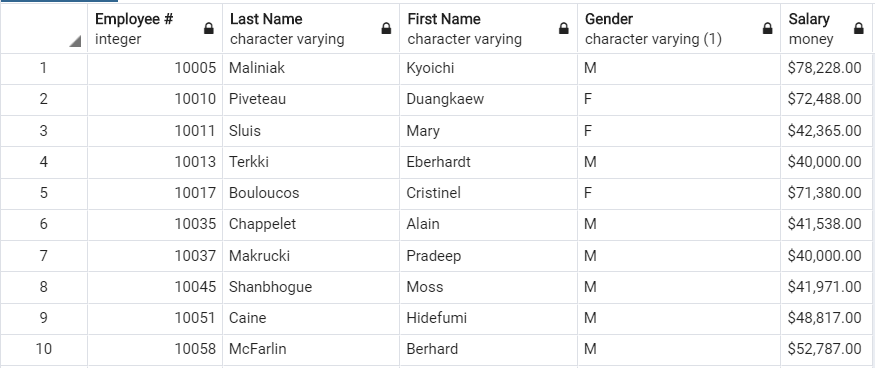 Employee # Last Name First Name Gender Salary
integer character varying character varying character varying (1) money
1 10005 Maliniak Kyoichi M $78,228.00
2 10010 Piveteau Duangkaew F $72,488.00
3 10011 Sluis Mary F $42,365.00
4 10013 Terkki Eberhardt M $40,000.00
5 10017 Bouloucos Cristinel F $71,380.00
6 10035 Chappelet Alain M $41,538.00
7 10037 Makrucki Pradeep M $40,000.00
8 10045 Shanbhogue Moss M $41,971.00
9 10051 Caine Hidefumi M $48,817.00
10 10058 McFarlin Berhard M $52,787.00